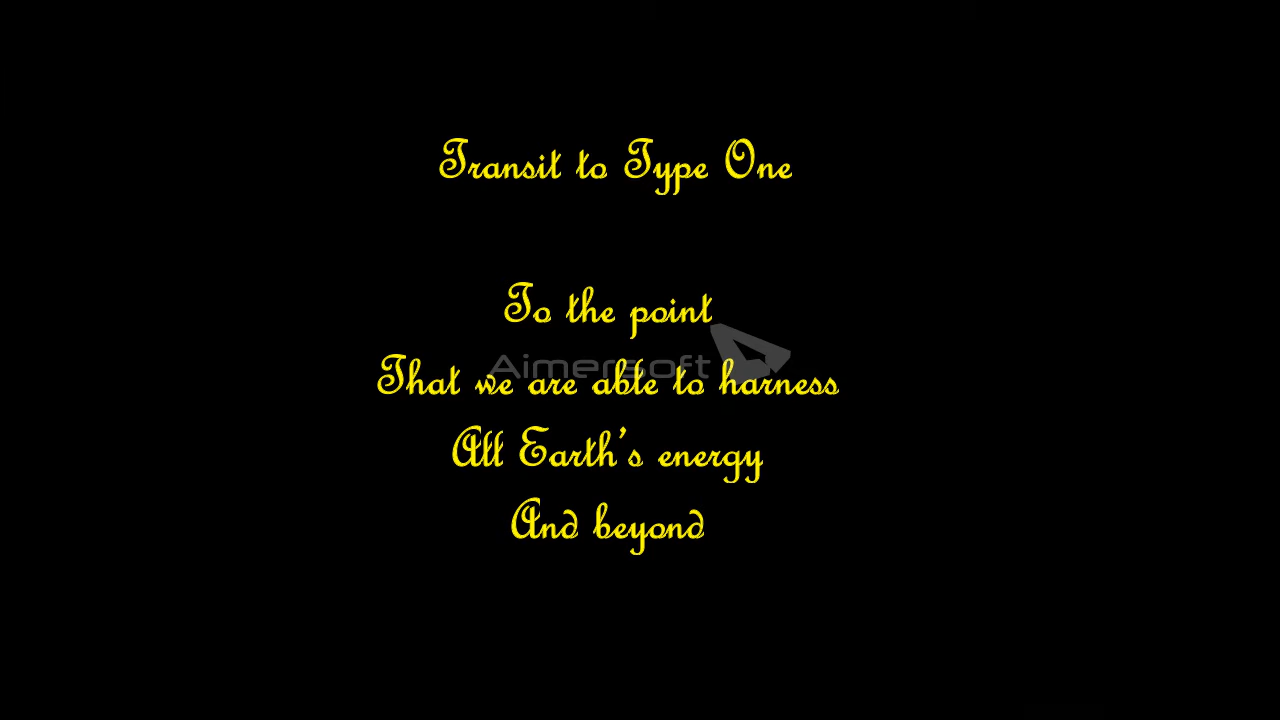 Transit to Type One
To the point
Aimersoft
That we are able to harness
All Earth's energy
And beyond